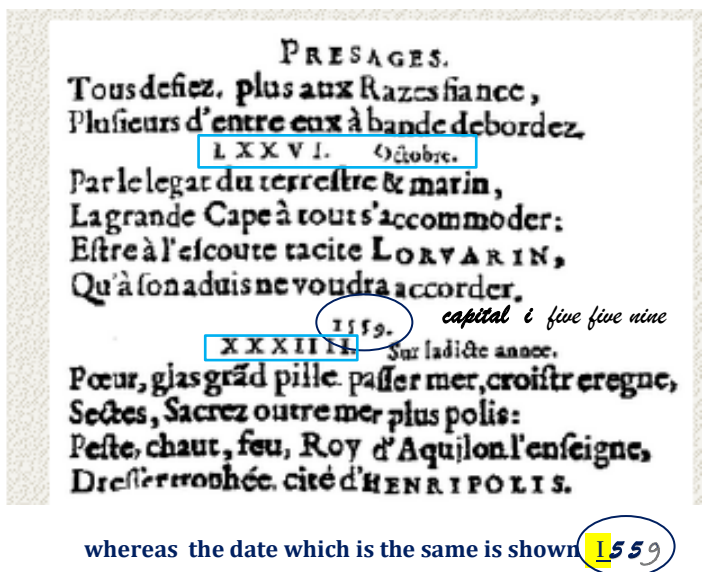 PRESAGES.
Tous defiez, plus aux Razes fiance,
Plusieurs d'entre eux à bande debordez.
LXXVI. Octobre.
Par le legat du terrestre & marin,
La grande Cape à tout s'accommoder:
Estre à l'escoute tacite LORVARIN,
Qu'à son aduis ne voudra accorder.
1559. capital i five five nine
XXXIIII. Sur ladicte annee.
Pœur, glas grãd pille. passer mer, croistre regne,
Sectes, Sacrez outre mer plus polis:
Peste, chaut, feu, Roy d'Aquilon l'enseigne,
Dresser trophée. cité d'HENRIPOLIS.
whereas the date which is the same is shown I559